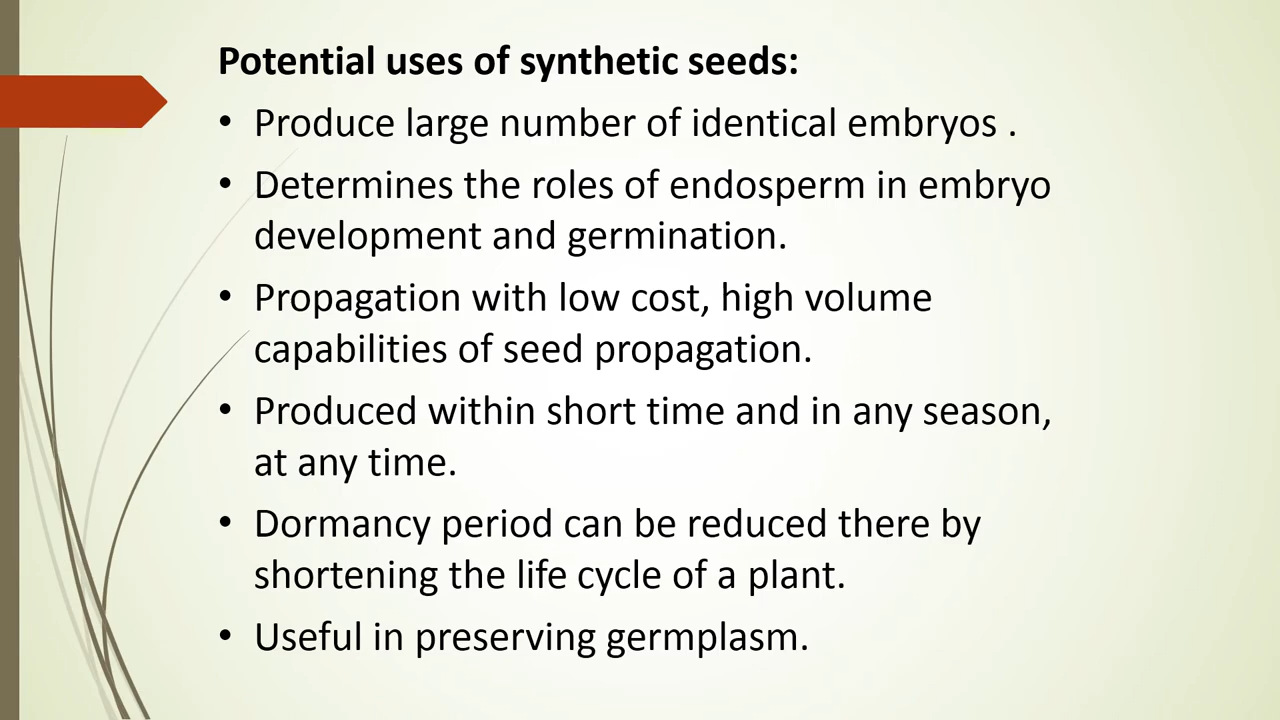 Potential uses of synthetic seeds:
• Produce large number of identical embryos .
• Determines the roles of endosperm in embryo
development and germination.
• Propagation with low cost, high volume
capabilities of seed propagation.
• Produced within short time and in any season,
at any time.
• Dormancy period can be reduced there by
shortening the life cycle of a plant.
• Useful in preserving germplasm.